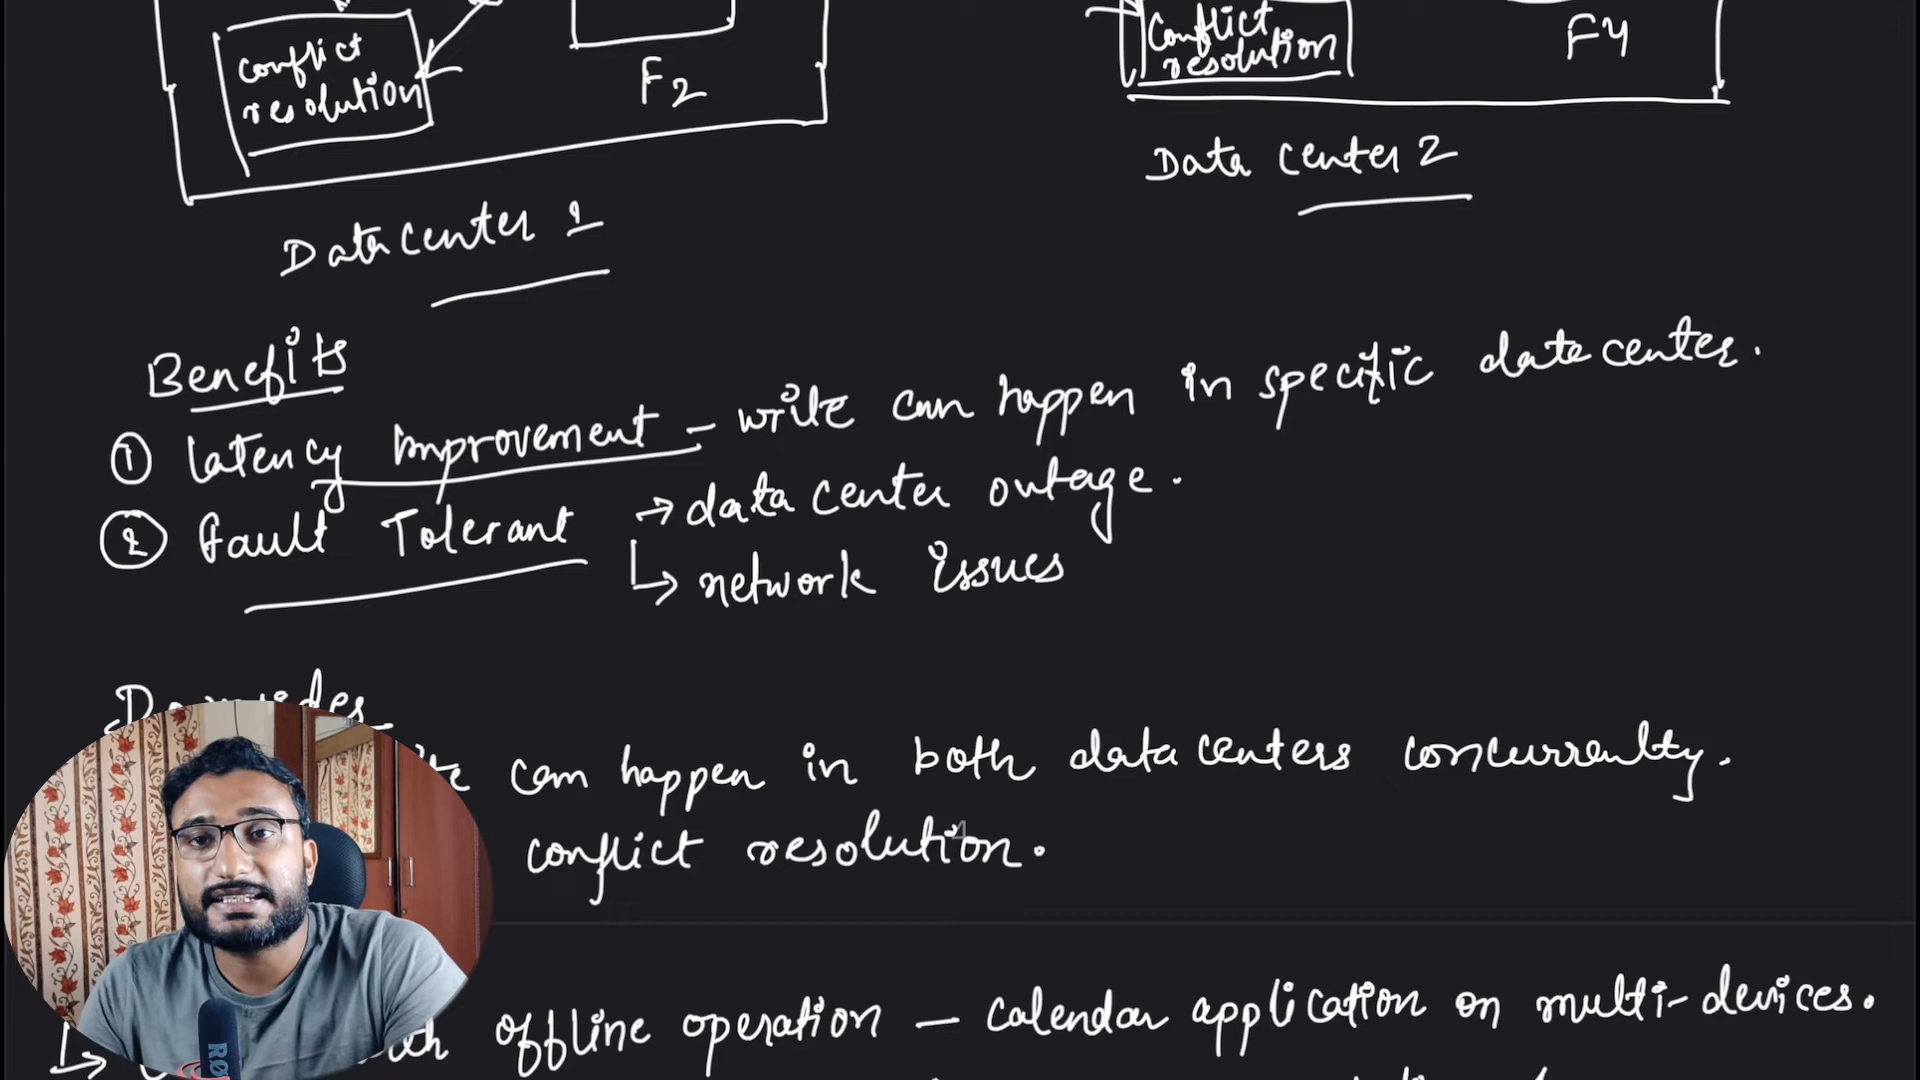 conflict
resolution
F2
Conflict
resolution
F4
Data center 1
Data center 2
Benefits
① latency improvement – write can happen in specific data center.
② fault Tolerant → data center outage.
↳ network issues
can happen in both data centers concurrently.
conflict resolution.
↳ offline operation – calendar application on multi-devices.
RØ